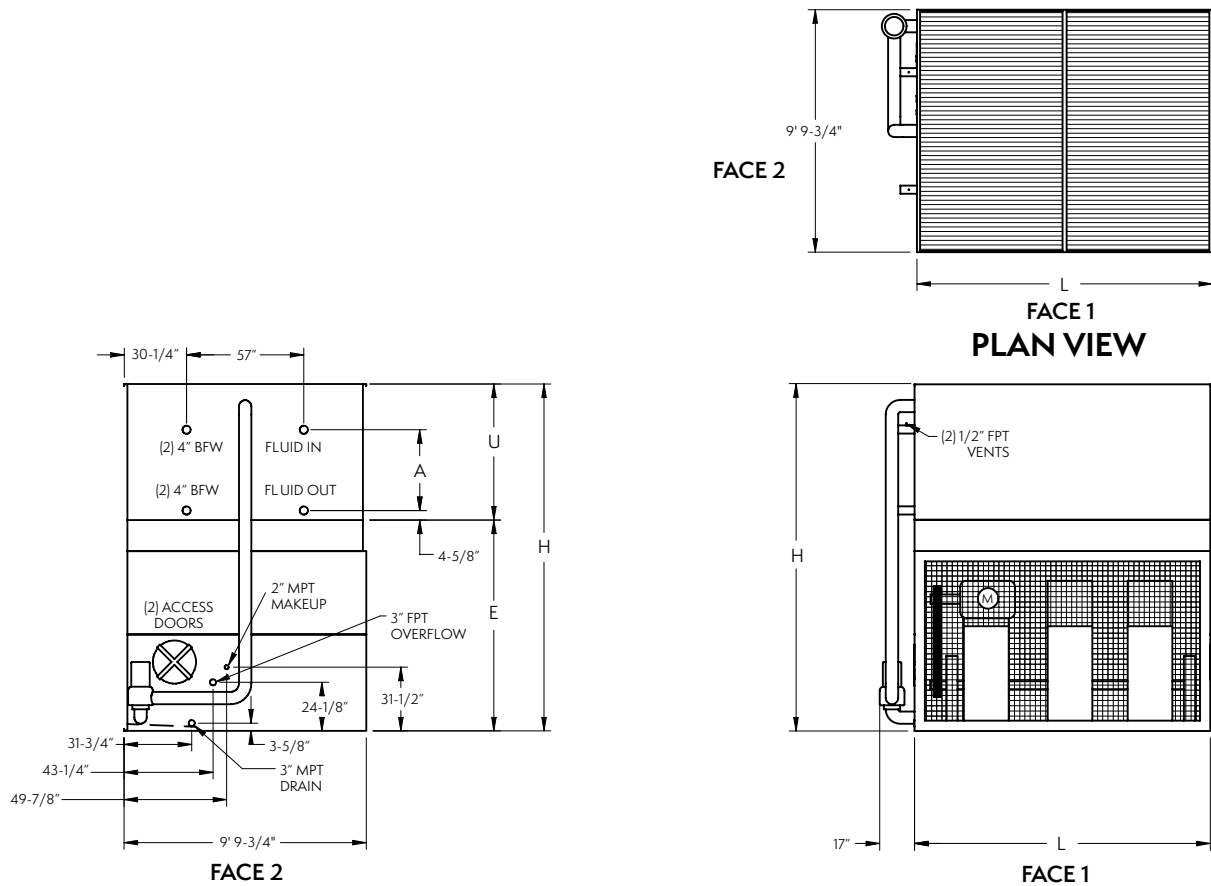 9' 9-3/4"
FACE 2
L
FACE 1
PLAN VIEW
30-1/4”
57”
(2) 4” BFW
FLUID IN
(2) 4” BFW
FLUID OUT
A
U
H
4-5/8”
2” MPT
MAKEUP
(2) ACCESS
DOORS
3” FPT
OVERFLOW
E
31-1/2”
24-1/8”
31-3/4”
3-5/8”
43-1/4”
3” MPT
DRAIN
49-7/8”
9' 9-3/4"
FACE 2
(2) 1/2” FPT
VENTS
H
M
17”
L
FACE 1